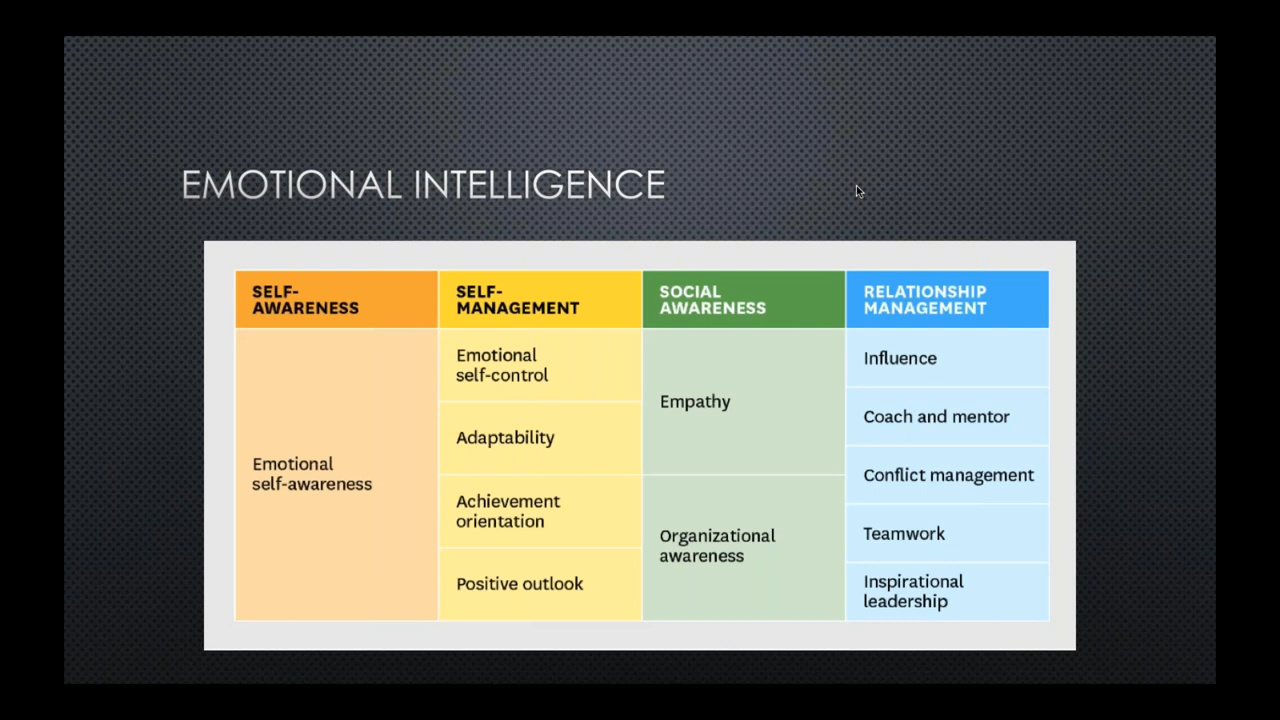 EMOTIONAL INTELLIGENCE
SELF-
AWARENESS
Emotional
self-awareness
SELF-
MANAGEMENT
Emotional
self-control
Adaptability
Achievement
orientation
Positive outlook
SOCIAL
AWARENESS
Empathy
Organizational
awareness
RELATIONSHIP
MANAGEMENT
Influence
Coach and mentor
Conflict management
Teamwork
Inspirational
leadership